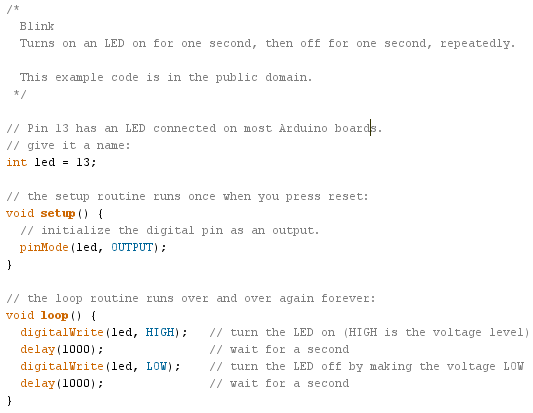 /*
  Blink
  Turns on an LED on for one second, then off for one second, repeatedly.

  This example code is in the public domain.
 */

// Pin 13 has an LED connected on most Arduino boards.
// give it a name:
int led = 13;

// the setup routine runs once when you press reset:
void setup() {
  // initialize the digital pin as an output.
  pinMode(led, OUTPUT);
}

// the loop routine runs over and over again forever:
void loop() {
  digitalWrite(led, HIGH);   // turn the LED on (HIGH is the voltage level)
  delay(1000);               // wait for a second
  digitalWrite(led, LOW);    // turn the LED off by making the voltage LOW
  delay(1000);               // wait for a second
}